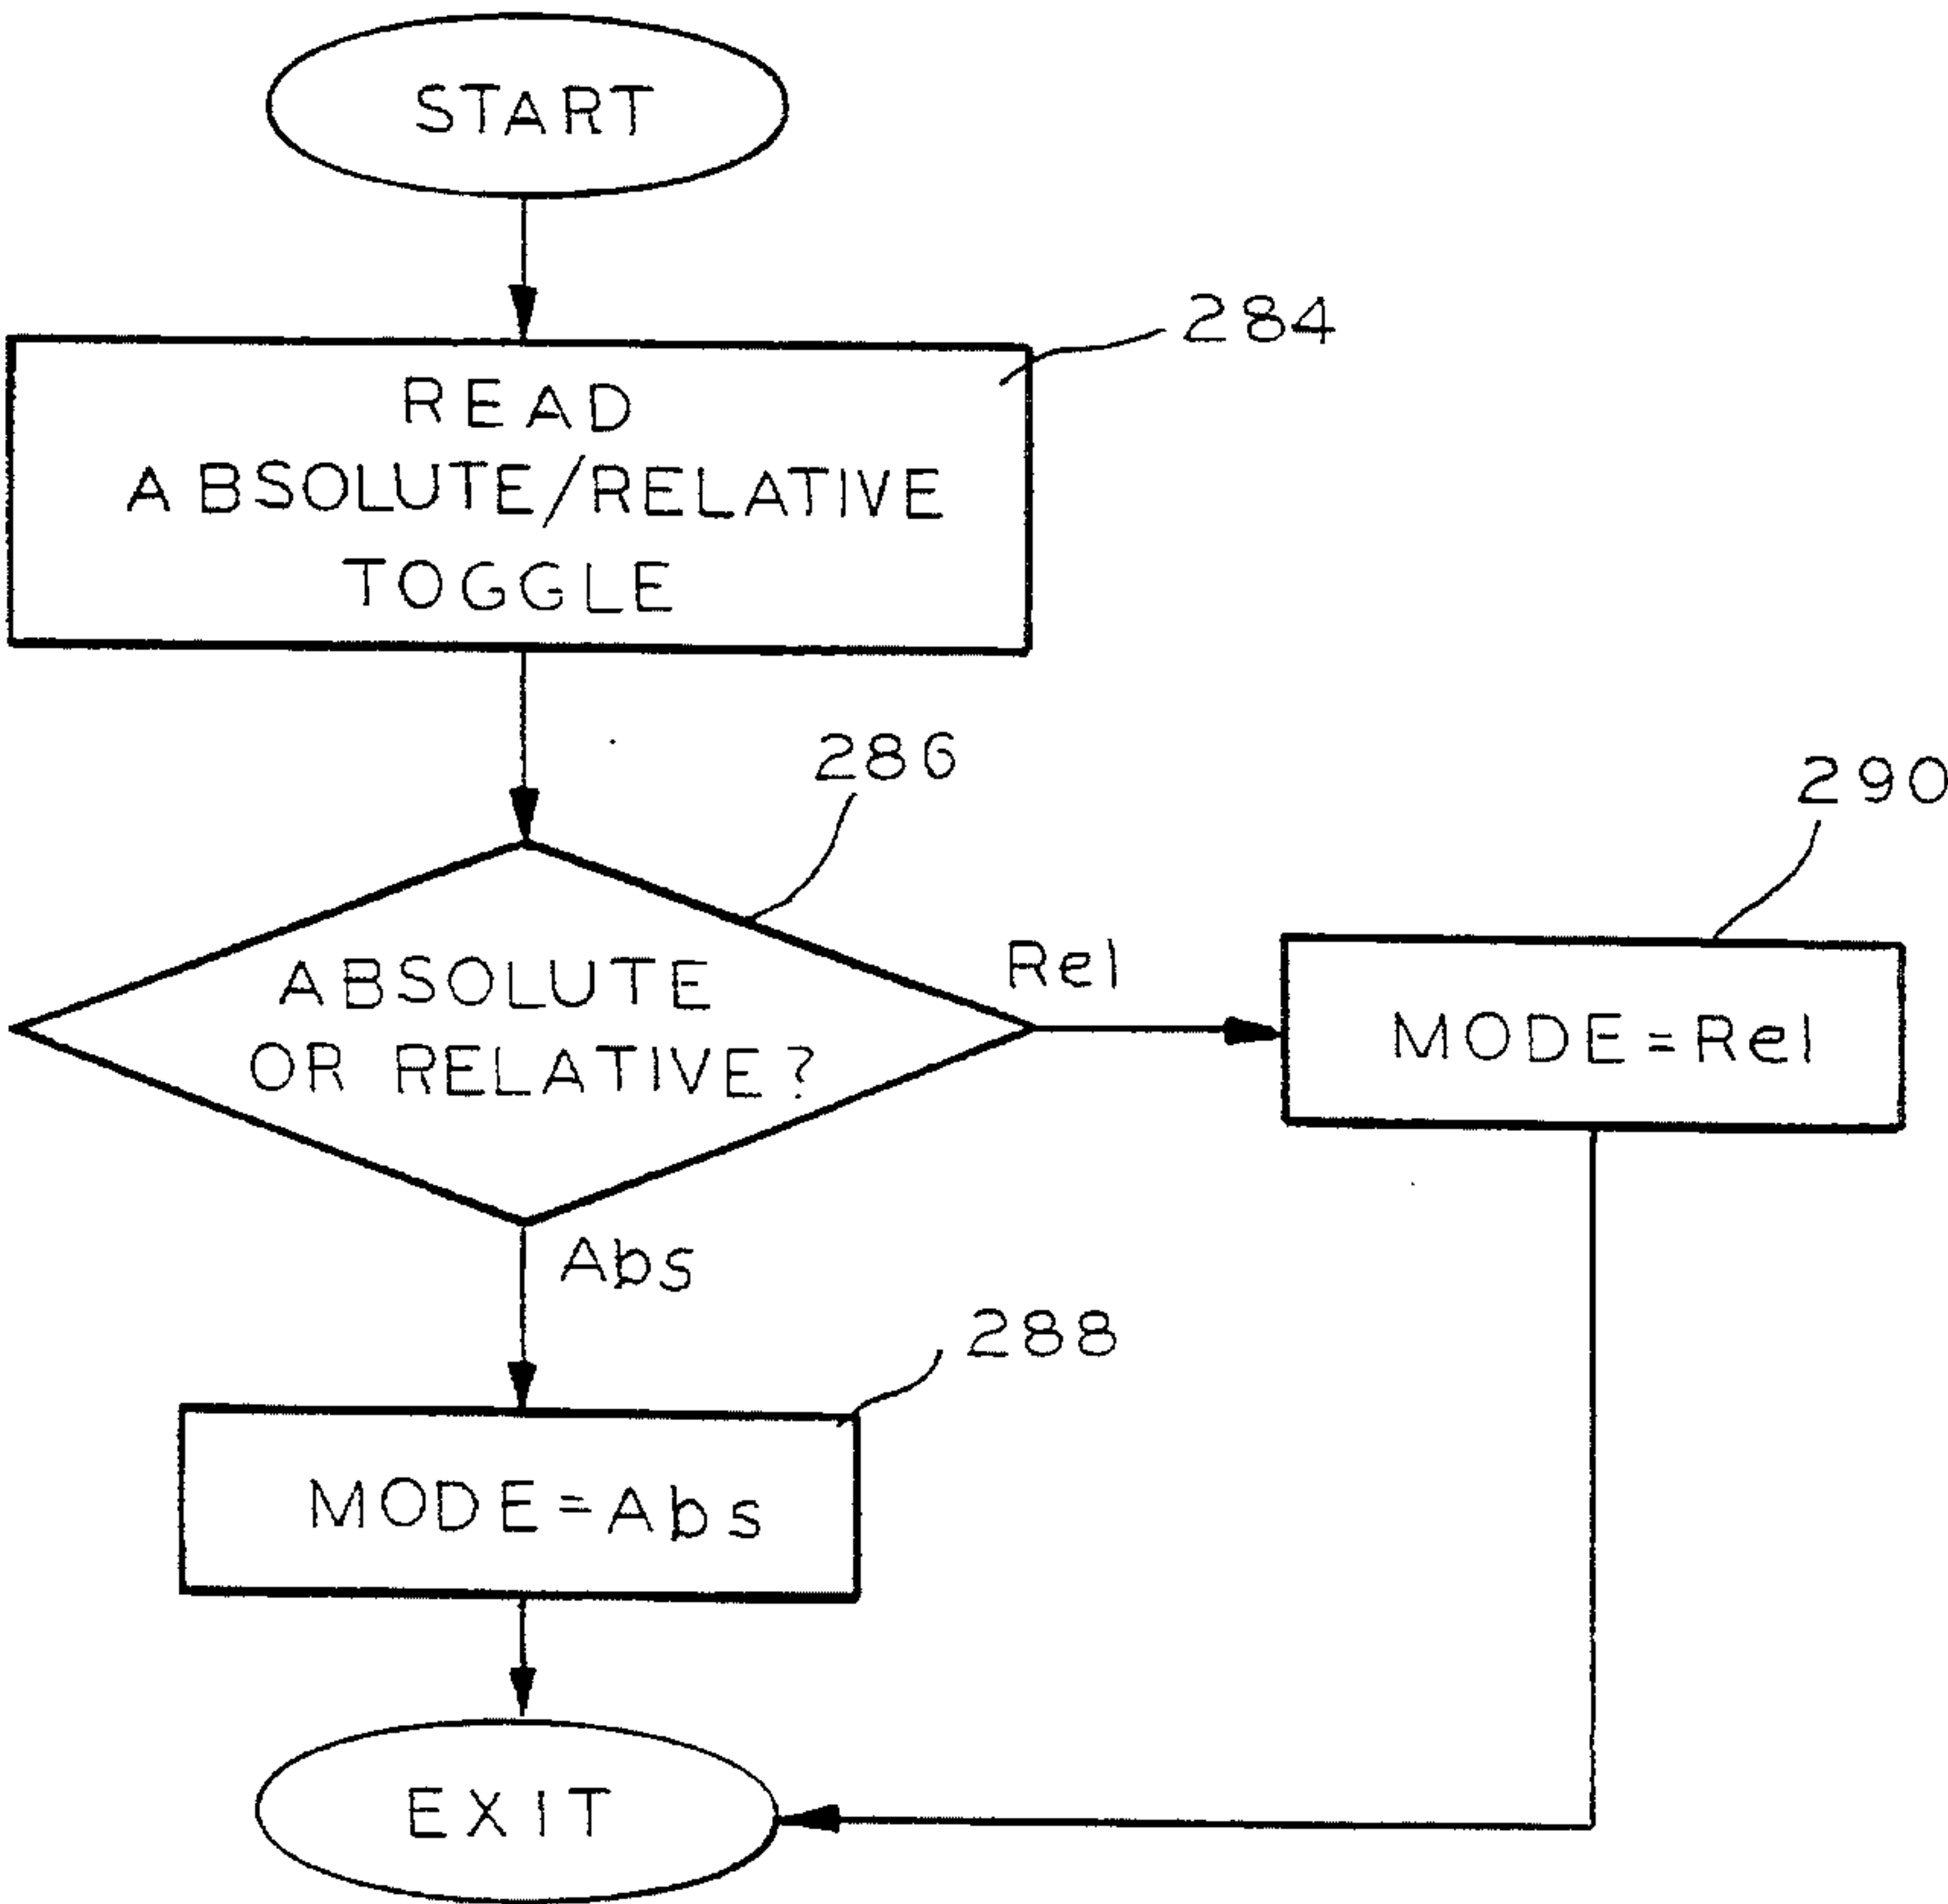 START
284
READ
ABSOLUTE/RELATIVE
TOGGLE
286
290
ABSOLUTE
OR RELATIVE?
Rel
MODE=Rel
Abs
288
MODE=Abs
EXIT